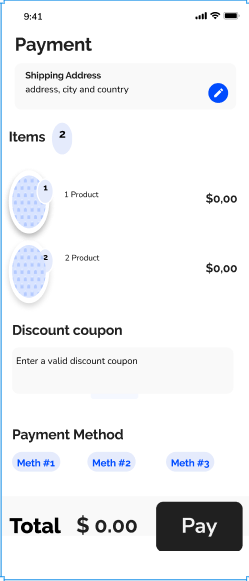 9:41
Payment
Shipping Address
address, city and country
Items 2
1
1 Product
$0,00
2
2 Product
$0,00
Discount coupon
Enter a valid discount coupon
Payment Method
Meth #1 Meth #2 Meth #3
Total $ 0.00 Pay